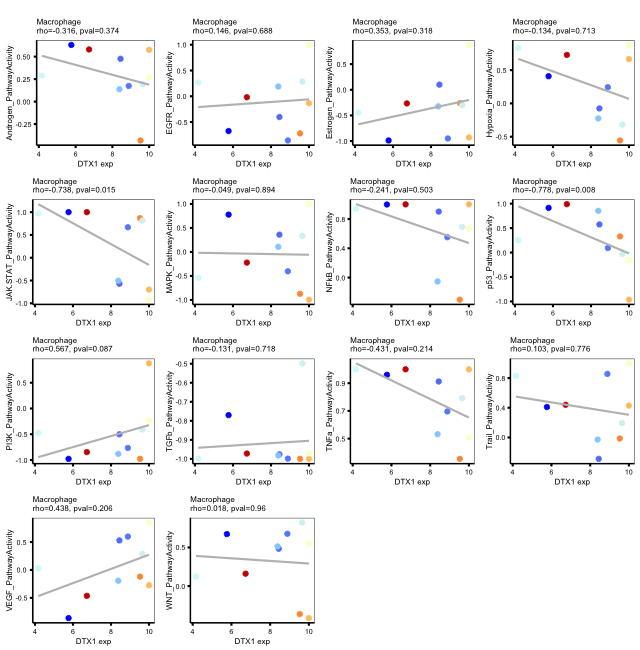 Macrophage
rho=-0.316, pval=0.374
Androgen_PathwayActivity
1.0
0.50
0.25
0.00
-0.25
4 6 8 10
DTX1 exp
Macrophage
rho=0.146, pval=0.688
EGFR_PathwayActivity
1.0
0.5
0.0
-0.5
4 6 8 10
DTX1 exp
Macrophage
rho=0.353, pval=0.318
Estrogen_PathwayActivity
1.0
0.5
0.0
-0.5
-1.0
4 6 8 10
DTX1 exp
Macrophage
rho=-0.134, pval=0.713
Hypoxia_PathwayActivity
0.5
0.0
-0.5
4 6 8 10
DTX1 exp
Macrophage
rho=-0.738, pval=0.015
JAK.STAT_PathwayActivity
1.0
0.5
0.0
-0.5
-1.0
4 6 8 10
DTX1 exp
Macrophage
rho=-0.049, pval=0.894
MAPK_PathwayActivity
1.0
0.5
0.0
-0.5
-1.0
4 6 8 10
DTX1 exp
Macrophage
rho=-0.241, pval=0.503
NFkB_PathwayActivity
0.8
0.4
0.0
4 6 8 10
DTX1 exp
Macrophage
rho=-0.778, pval=0.008
p53_PathwayActivity
1.0
0.5
0.0
-0.5
-1.0
4 6 8 10
DTX1 exp
Macrophage
rho=0.567, pval=0.087
PI3K_PathwayActivity
0.5
0.0
-0.5
-1.0
4 6 8 10
DTX1 exp
Macrophage
rho=-0.131, pval=0.718
TGFb_PathwayActivity
-0.5
-0.6
-0.7
-0.8
-0.9
-1.0
4 6 8 10
DTX1 exp
Macrophage
rho=-0.431, pval=0.214
TNFa_PathwayActivity
0.9
0.7
0.5
4 6 8 10
DTX1 exp
Macrophage
rho=0.103, pval=0.776
Trail_PathwayActivity
0.8
0.4
0.0
4 6 8 10
DTX1 exp
Macrophage
rho=0.438, pval=0.206
VEGF_PathwayActivity
0.5
0.0
-0.5
4 6 8 10
DTX1 exp
Macrophage
rho=0.018, pval=0.96
WNT_PathwayActivity
0.5
0.0
4 6 8 10
DTX1 exp